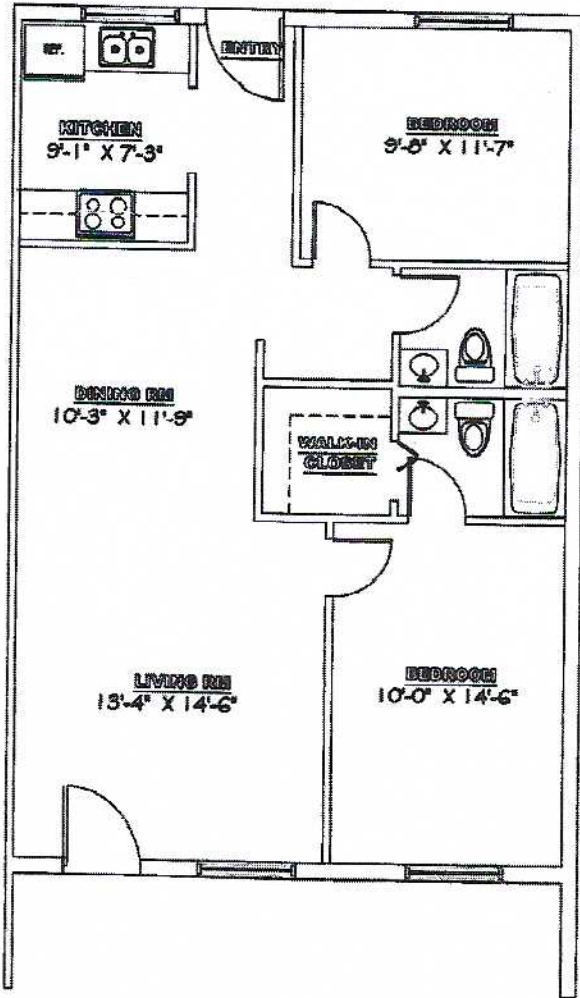 REF.
ENTRY
KITCHEN
9'-1" X 7'-3"
BEDROOM
9'-8" X 11'-7"
DINING RM
10'-3" X 11'-9"
WALK-IN
CLOSET
LIVING RM
13'-4" X 14'-6"
BEDROOM
10'-0" X 14'-6"